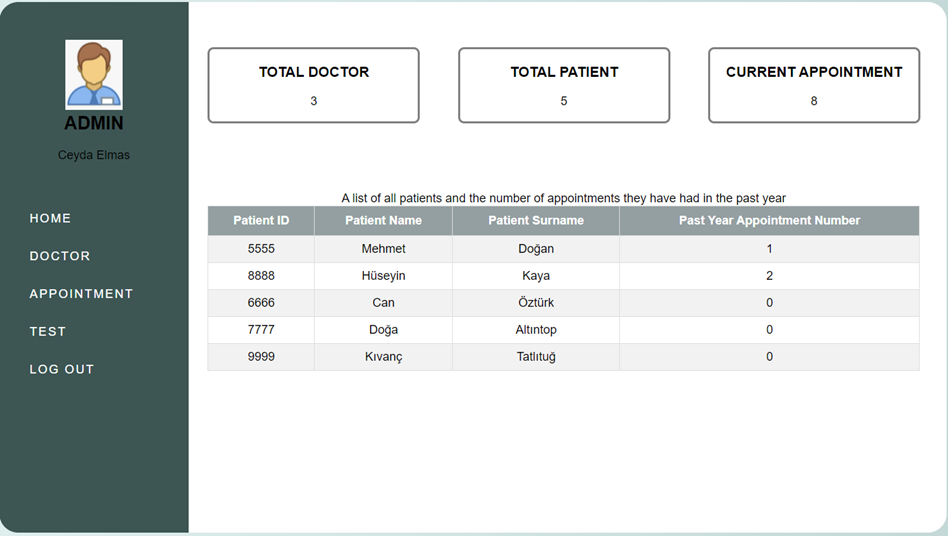 ADMIN
Ceyda Elmas
HOME
DOCTOR
APPOINTMENT
TEST
LOG OUT
TOTAL DOCTOR
3
TOTAL PATIENT
5
CURRENT APPOINTMENT
8
A list of all patients and the number of appointments they have had in the past year
Patient ID Patient Name Patient Surname Past Year Appointment Number
5555 Mehmet Doğan 1
8888 Hüseyin Kaya 2
6666 Can Öztürk 0
7777 Doğa Altıntop 0
9999 Kıvanç Tatlıtuğ 0